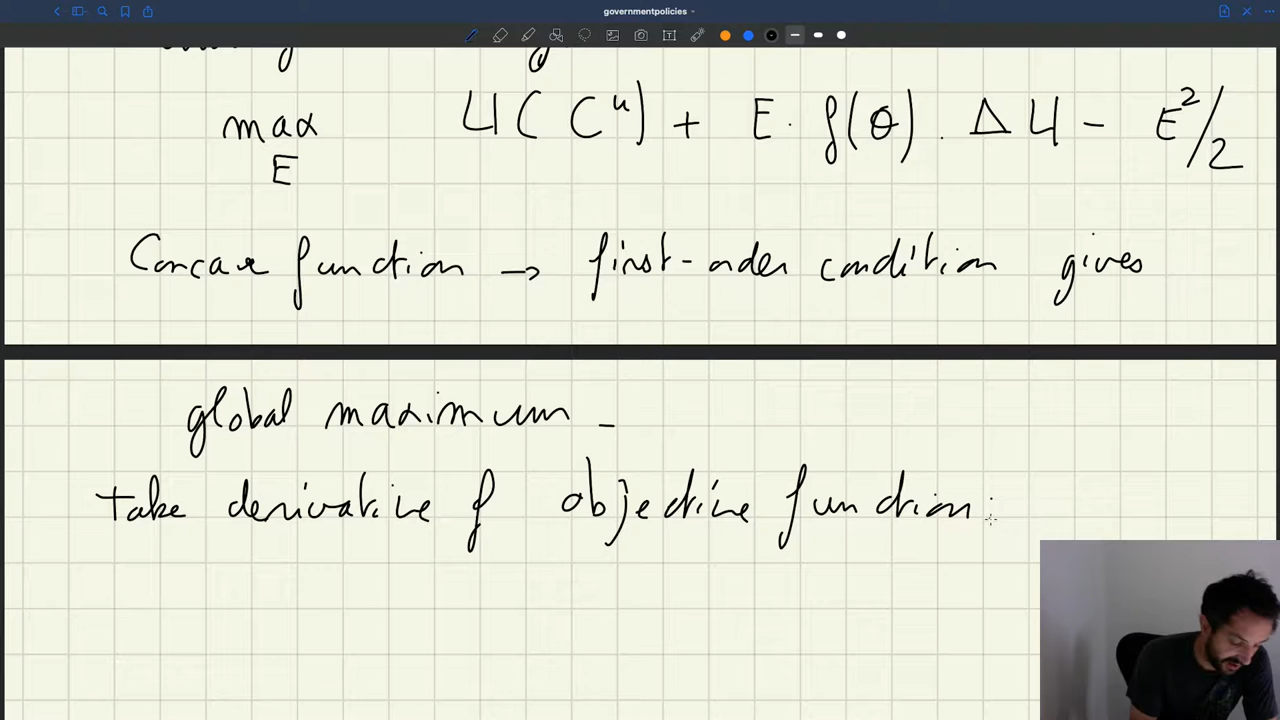 governmentpolicies
max U(C^u) + E · f(θ) · ΔU − E²/2
E
Concave function → first-order condition gives
global maximum -
take derivative of objective function: